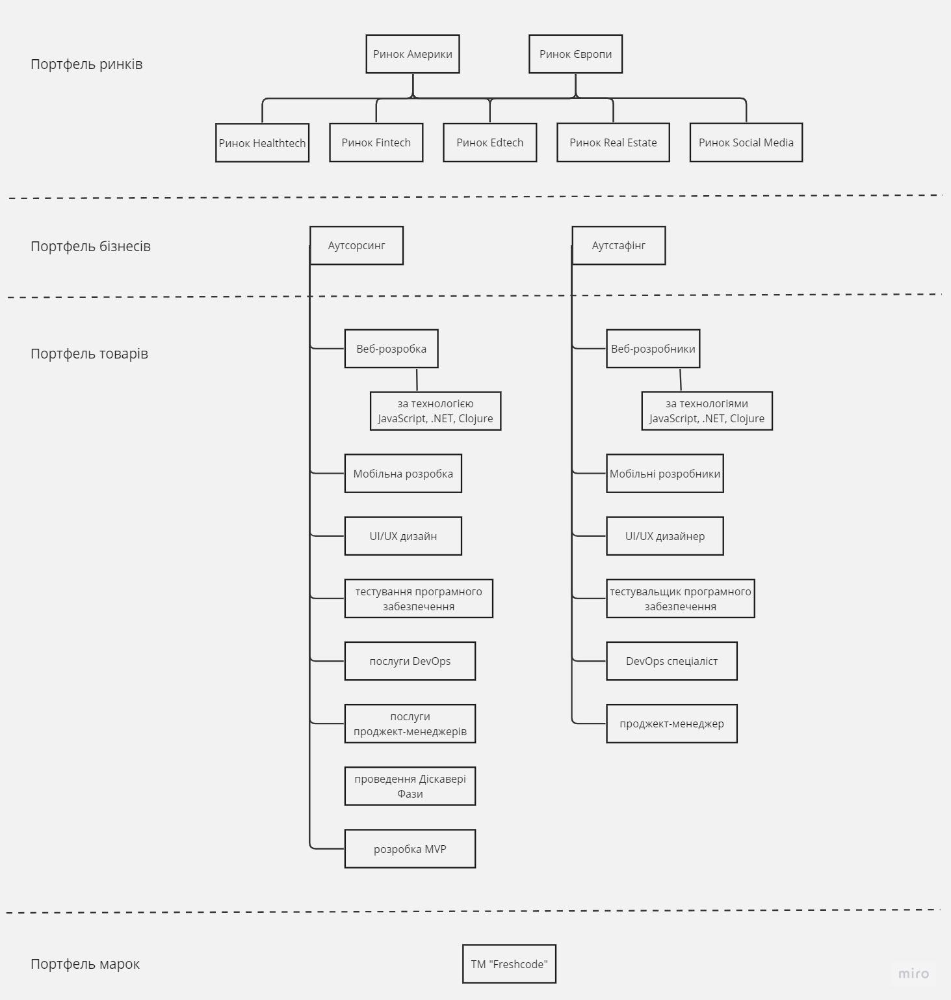 Портфель ринків
Ринок Америки
Ринок Європи
Ринок Healthtech
Ринок Fintech
Ринок Edtech
Ринок Real Estate
Ринок Social Media
Портфель бізнесів
Аутсорсинг
Аутстафінг
Портфель товарів
Веб-розробка
за технологією
JavaScript, .NET, Clojure
Мобільна розробка
UI/UX дизайн
тестування програмного
забезпечення
послуги DevOps
послуги
проджект-менеджерів
проведення Діскавері
Фази
розробка MVP
Веб-розробники
за технологіями
JavaScript, .NET, Clojure
Мобільні розробники
UI/UX дизайнер
тестувальщик програмного
забезпечення
DevOps спеціаліст
проджект-менеджер
Портфель марок
ТМ "Freshcode"
miro